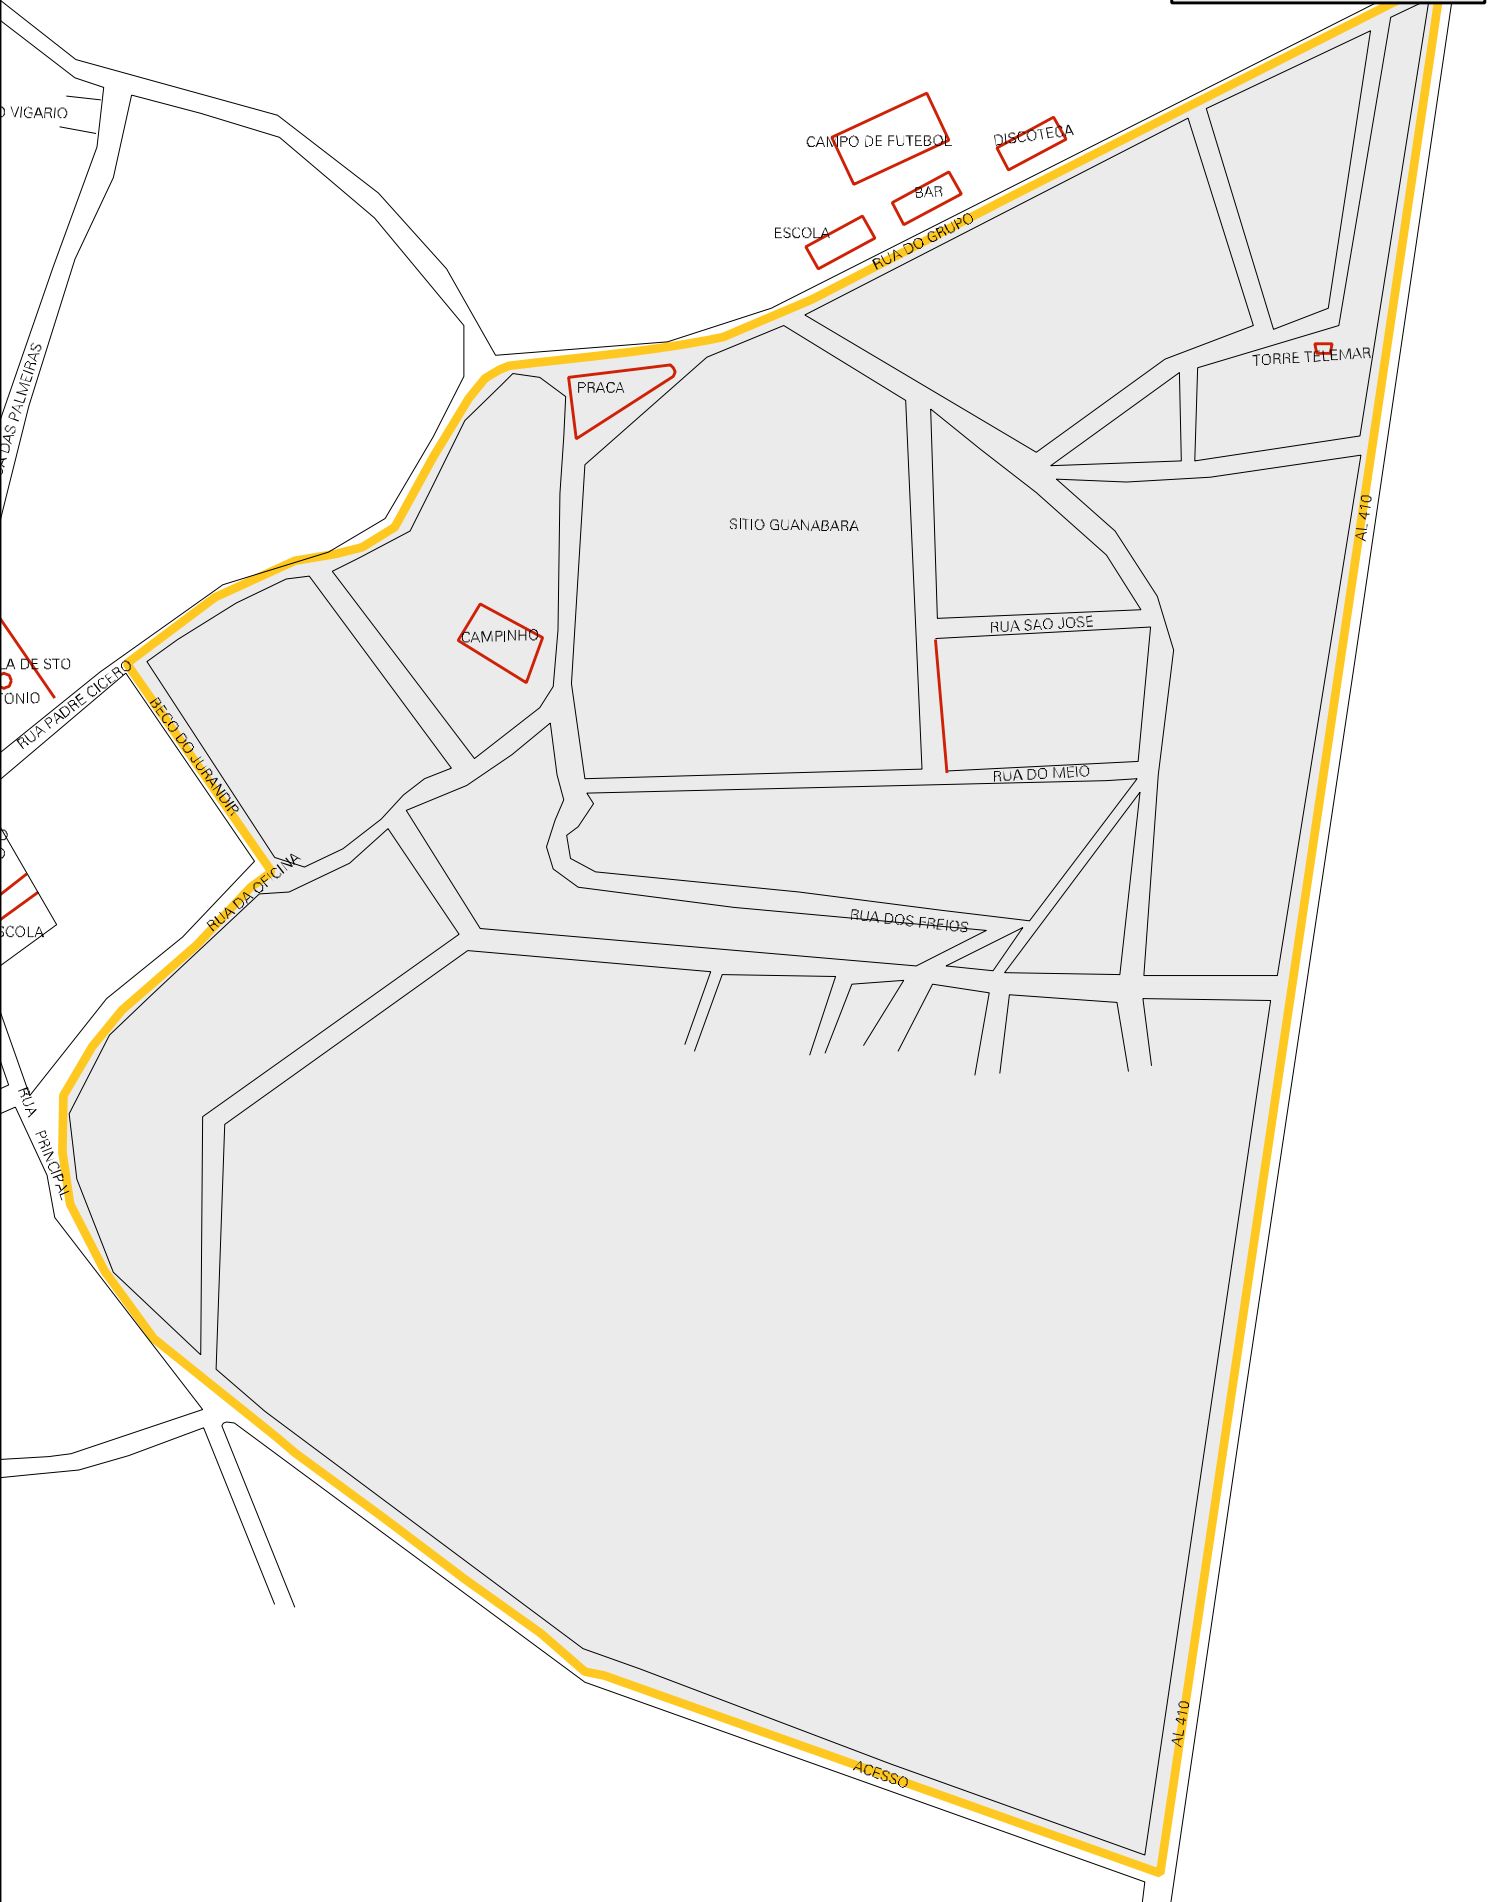 VIGARIO
CAMPO DE FUTEBOL
DISCOTECA
BAR
ESCOLA
RUA DO GRUPO
DAS PALMEIRAS
PRACA
TORRE TELEMAR
SITIO GUANABARA
AL 410
CAMPINHO
RUA SAO JOSE
LA DE STO
TONIO
RUA PADRE CICERO
BECO DO JURANDIR
RUA DO MEIO
RUA DA OFICINA
RUA DOS FREIOS
SCOLA
RUA PRINCIPAL
AL 410
ACESSO